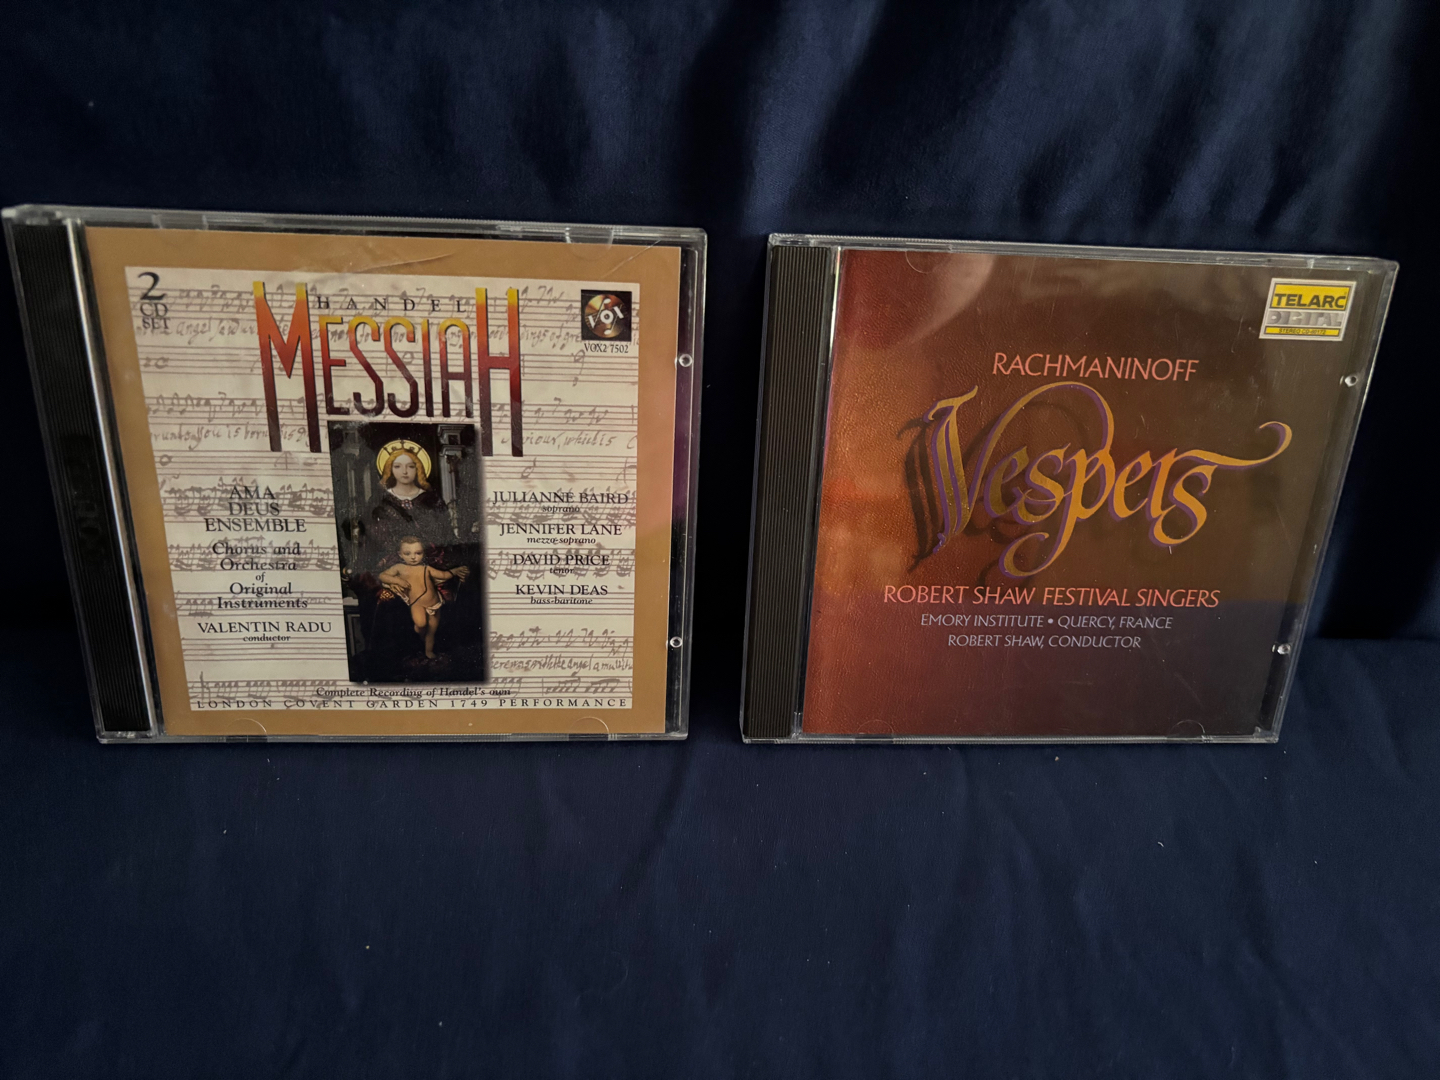 2
CD
SET
HANDEL
MESSIAH
VOX
VOX2 7502
AMA
DEUS
ENSEMBLE
Chorus and
Orchestra
of
Original
Instruments
VALENTIN RADU
conductor
JULIANNE BAIRD
soprano
JENNIFER LANE
mezzo-soprano
DAVID PRICE
tenor
KEVIN DEAS
bass-baritone
Complete Recording of Handel's own
LONDON COVENT GARDEN 1749 PERFORMANCE
TELARC
DIGITAL
RACHMANINOFF
Vespers
ROBERT SHAW FESTIVAL SINGERS
EMORY INSTITUTE • QUERCY, FRANCE
ROBERT SHAW, CONDUCTOR